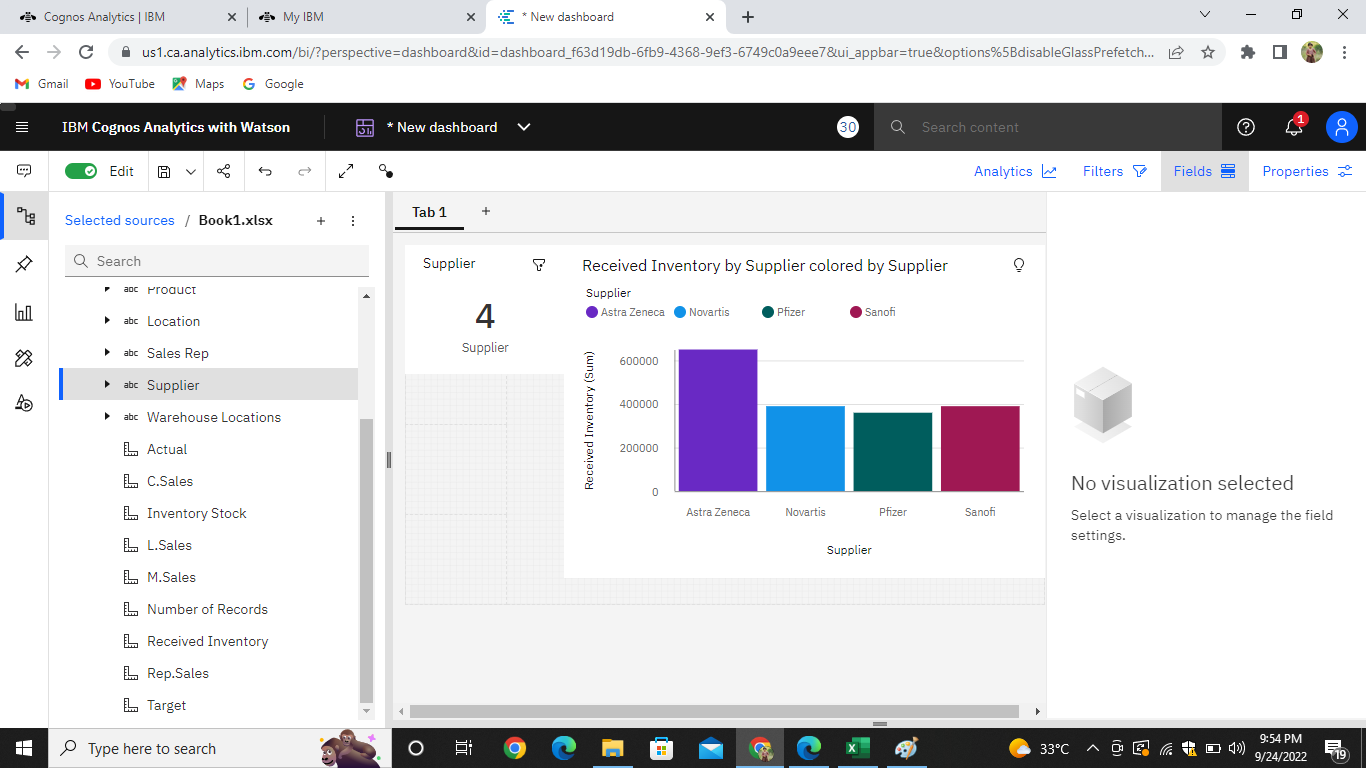 Cognos Analytics | IBM
My IBM
* New dashboard
us1.ca.analytics.ibm.com/bi/?perspective=dashboard&id=dashboard_f63d19db-6fb9-4368-9ef3-6749c0a9eee7&ui_appbar=true&options%5BdisableGlassPrefetch...
Gmail
YouTube
Maps
Google
IBM Cognos Analytics with Watson
* New dashboard
30
Search content
1
Edit
Analytics
Filters
Fields
Properties
Selected sources / Book1.xlsx
Search
abc Product
abc Location
abc Sales Rep
abc Supplier
abc Warehouse Locations
Actual
C.Sales
Inventory Stock
L.Sales
M.Sales
Number of Records
Received Inventory
Rep.Sales
Target
Tab 1
Supplier
4
Supplier
Received Inventory by Supplier colored by Supplier
Supplier
Astra Zeneca
Novartis
Pfizer
Sanofi
Received Inventory (Sum)
600000
400000
200000
0
Astra Zeneca
Novartis
Pfizer
Sanofi
Supplier
No visualization selected
Select a visualization to manage the field
settings.
Type here to search
33°C
9:54 PM
9/24/2022
19